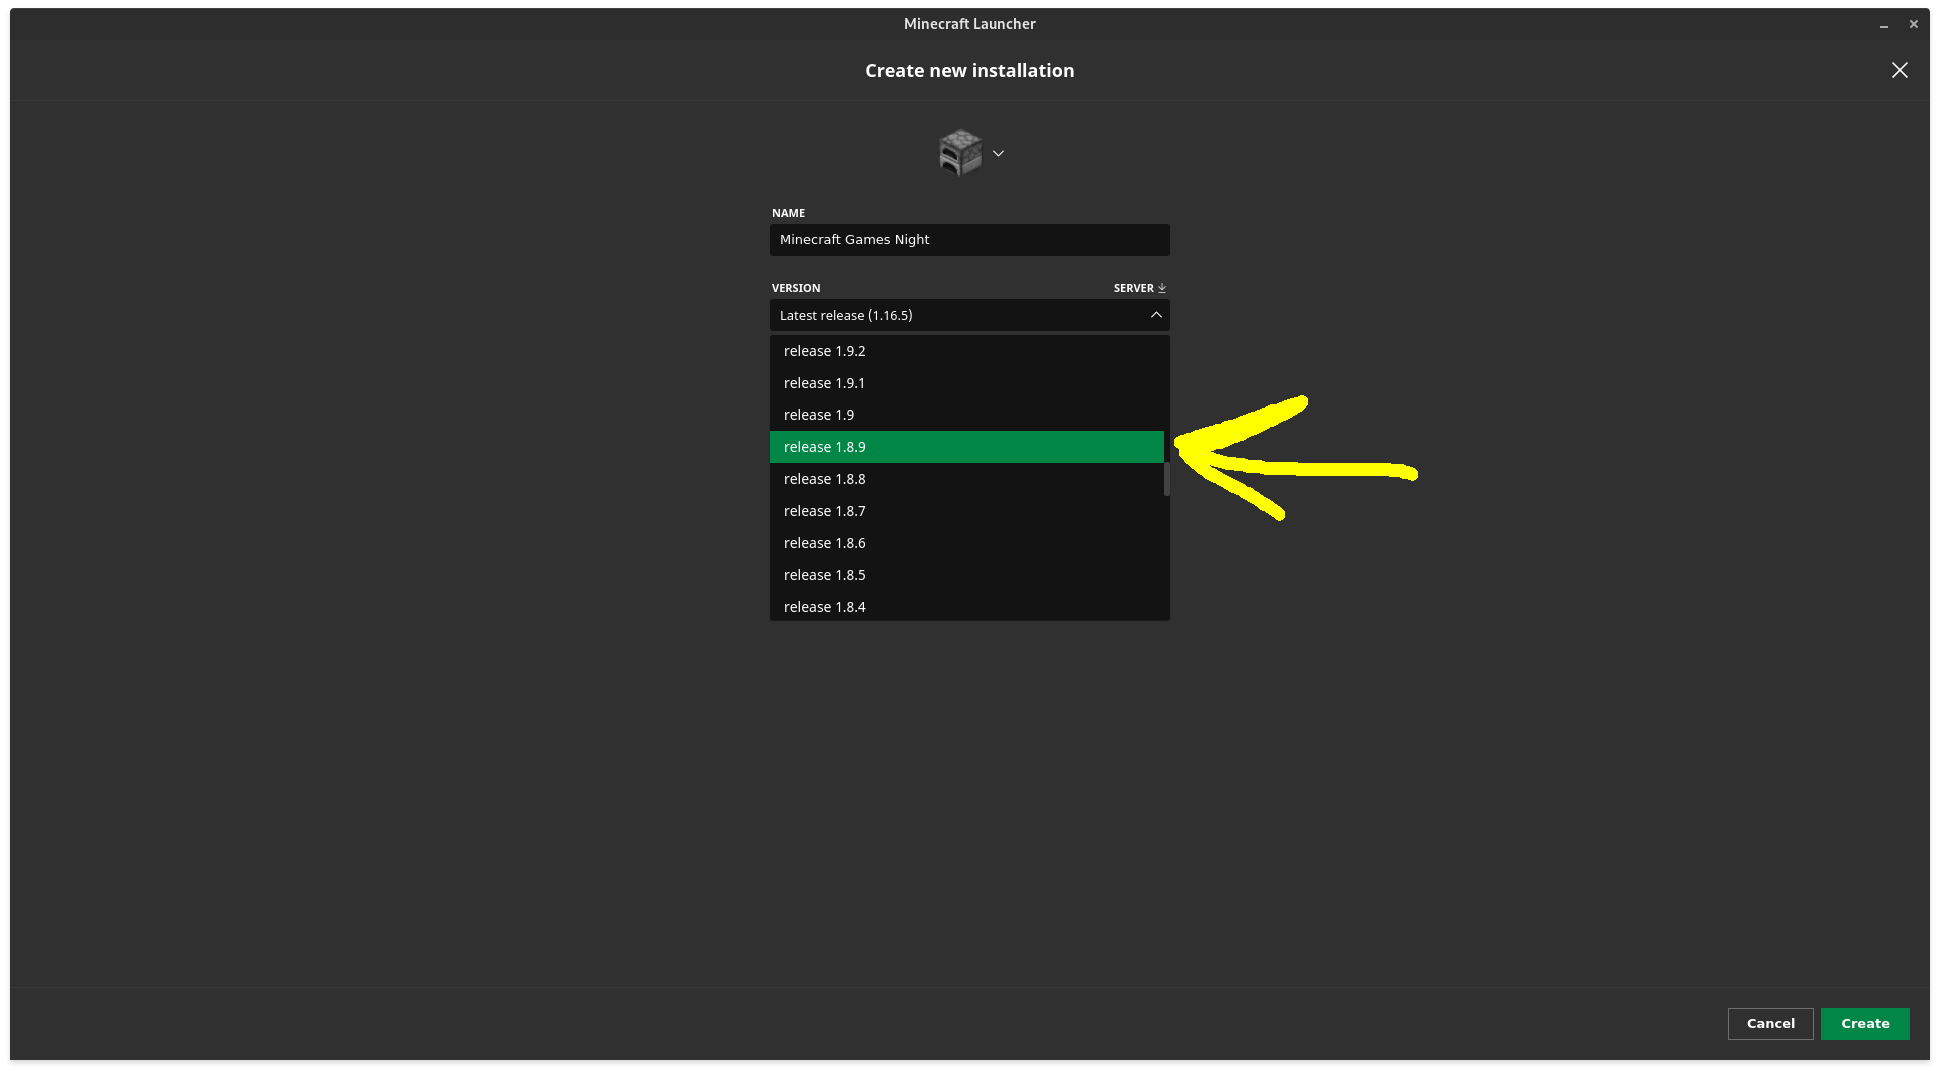 Minecraft Launcher
Create new installation
NAME
Minecraft Games Night
VERSION SERVER
Latest release (1.16.5)
release 1.9.2
release 1.9.1
release 1.9
release 1.8.9
release 1.8.8
release 1.8.7
release 1.8.6
release 1.8.5
release 1.8.4
Cancel Create